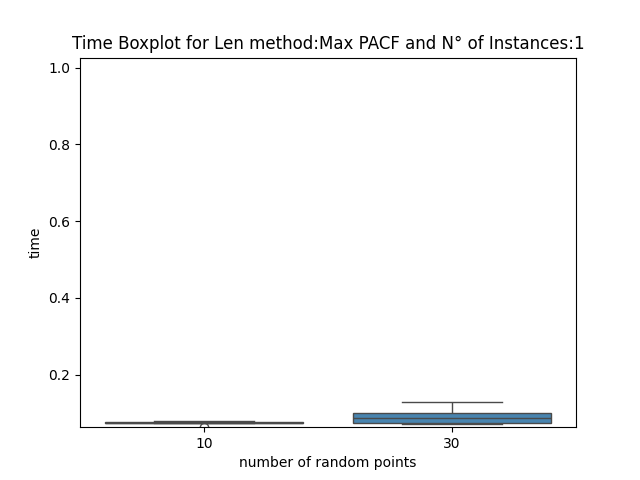 Time Boxplot for Len method:Max PACF and N° of Instances:1
1.0
0.8
0.6
0.4
0.2
time
10 30
number of random points